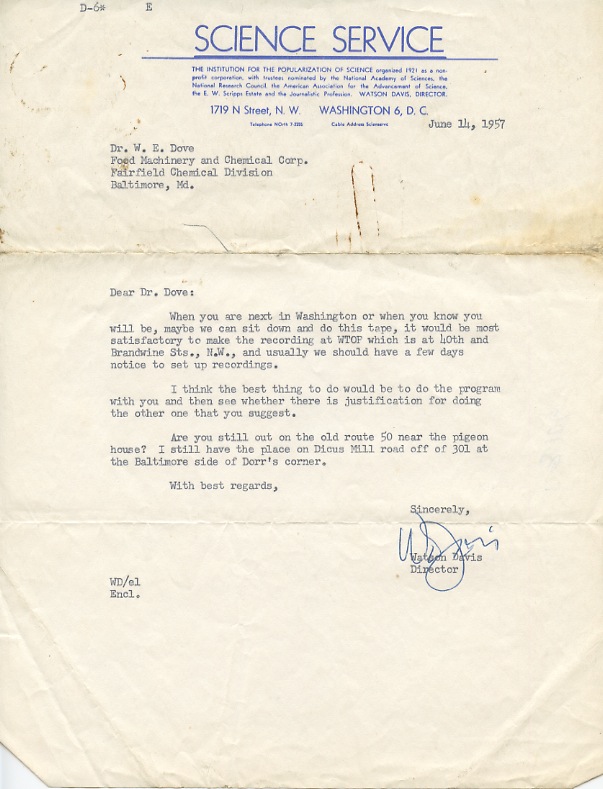 D-6* E
SCIENCE SERVICE
THE INSTITUTION FOR THE POPULARIZATION OF SCIENCE organized 1921 as a non-
profit corporation, with trustees nominated by the National Academy of Sciences, the
National Research Council, the American Association for the Advancement of Science,
the E. W. Scripps Estate and the Journalistic Profession. WATSON DAVIS, DIRECTOR.
1719 N Street, N. W. WASHINGTON 6, D. C.
Telephone NOrth 7-2255 Cable Address Scienserve
June 14, 1957
Dr. W. E. Dove
Food Machinery and Chemical Corp.
Fairfield Chemical Division
Baltimore, Md.
Dear Dr. Dove:
When you are next in Washington or when you know you
will be, maybe we can sit down and do this tape, it would be most
satisfactory to make the recording at WTOP which is at 40th and
Brandwine Sts., N.W., and usually we should have a few days
notice to set up recordings.
I think the best thing to do would be to do the program
with you and then see whether there is justification for doing
the other one that you suggest.
Are you still out on the old route 50 near the pigeon
house? I still have the place on Dicus Mill road off of 301 at
the Baltimore side of Dorr's corner.
With best regards,
Sincerely,
W Davis
Watson Davis
Director
WD/el
Encl.